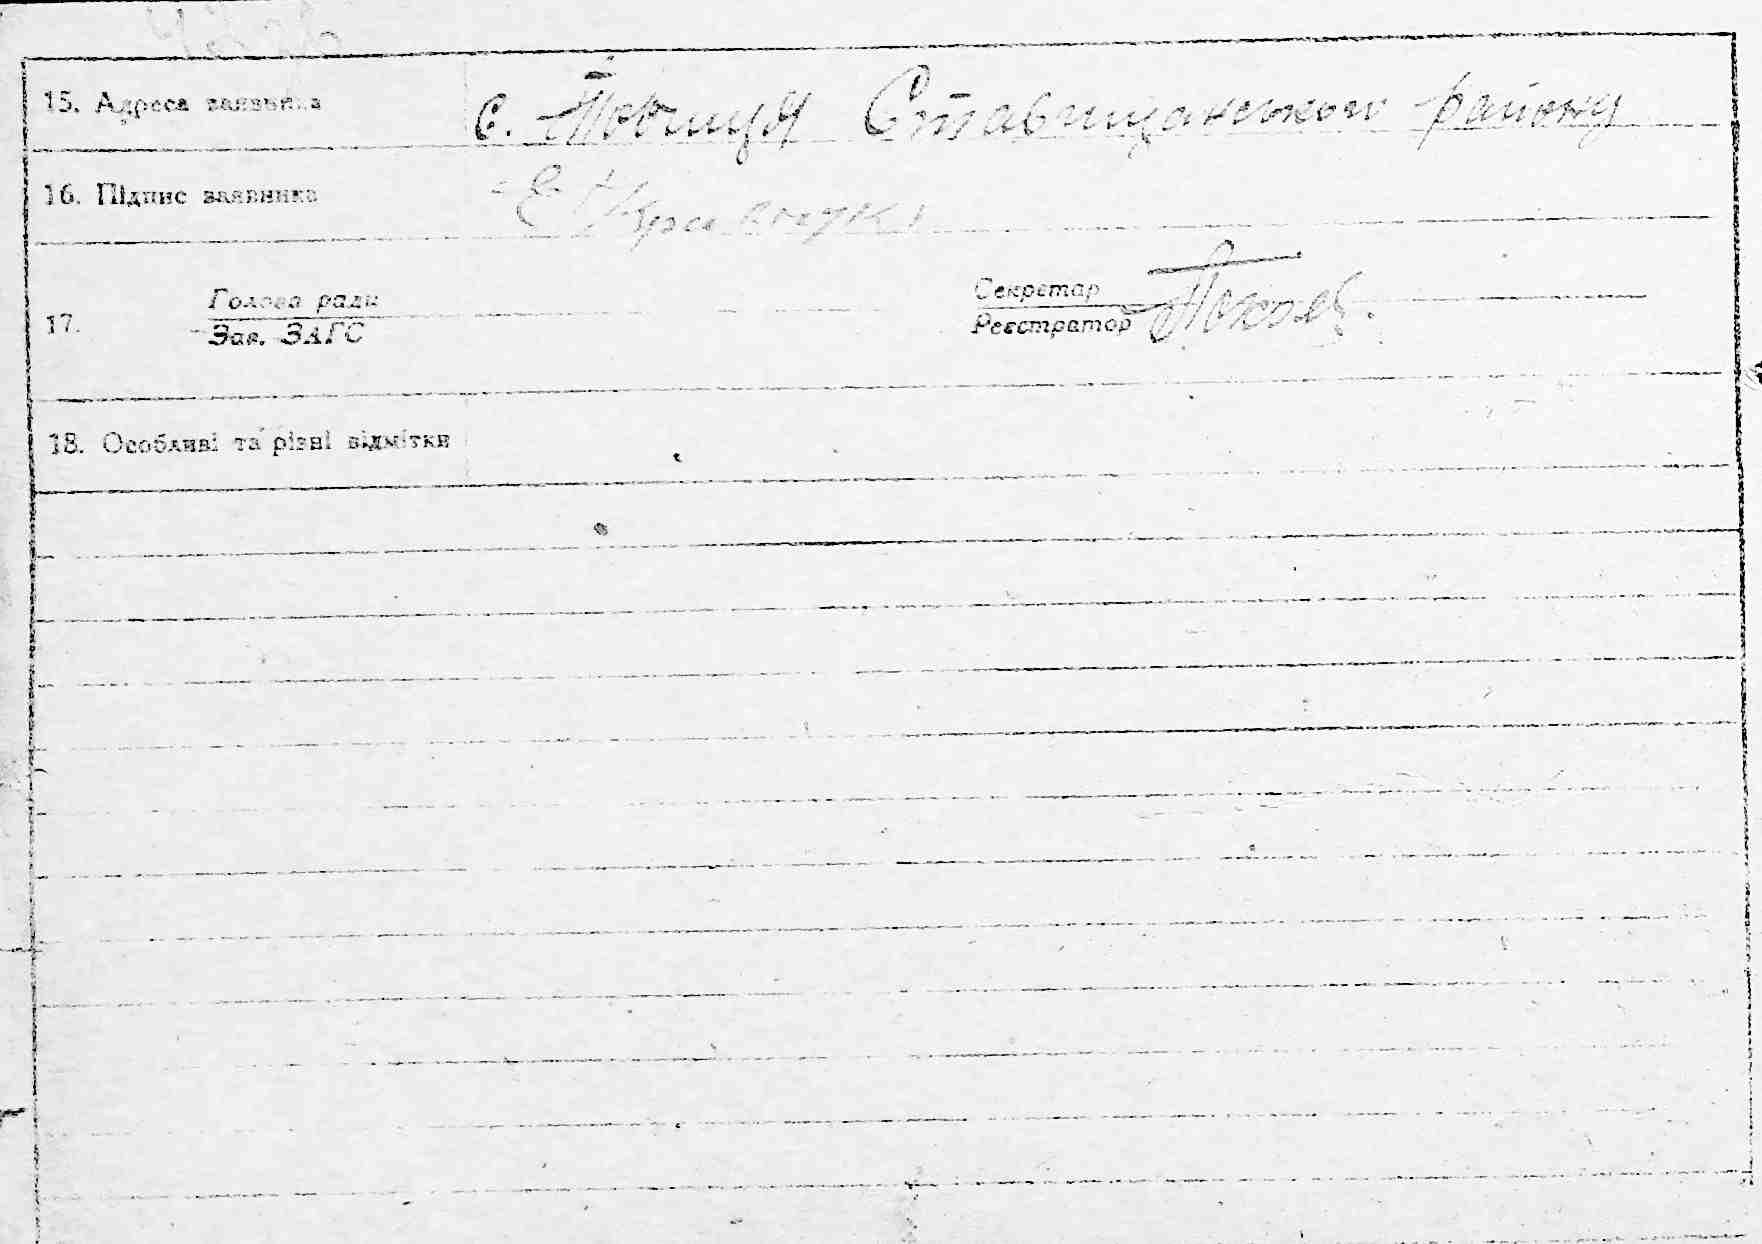 15. Адреса заявника с. Тovшиця Ставищанського району
16. Підпис заявника
Голова ради Секретар
17.
Зав. ЗАГС Реєстратор
18. Особливі та різні відмітки